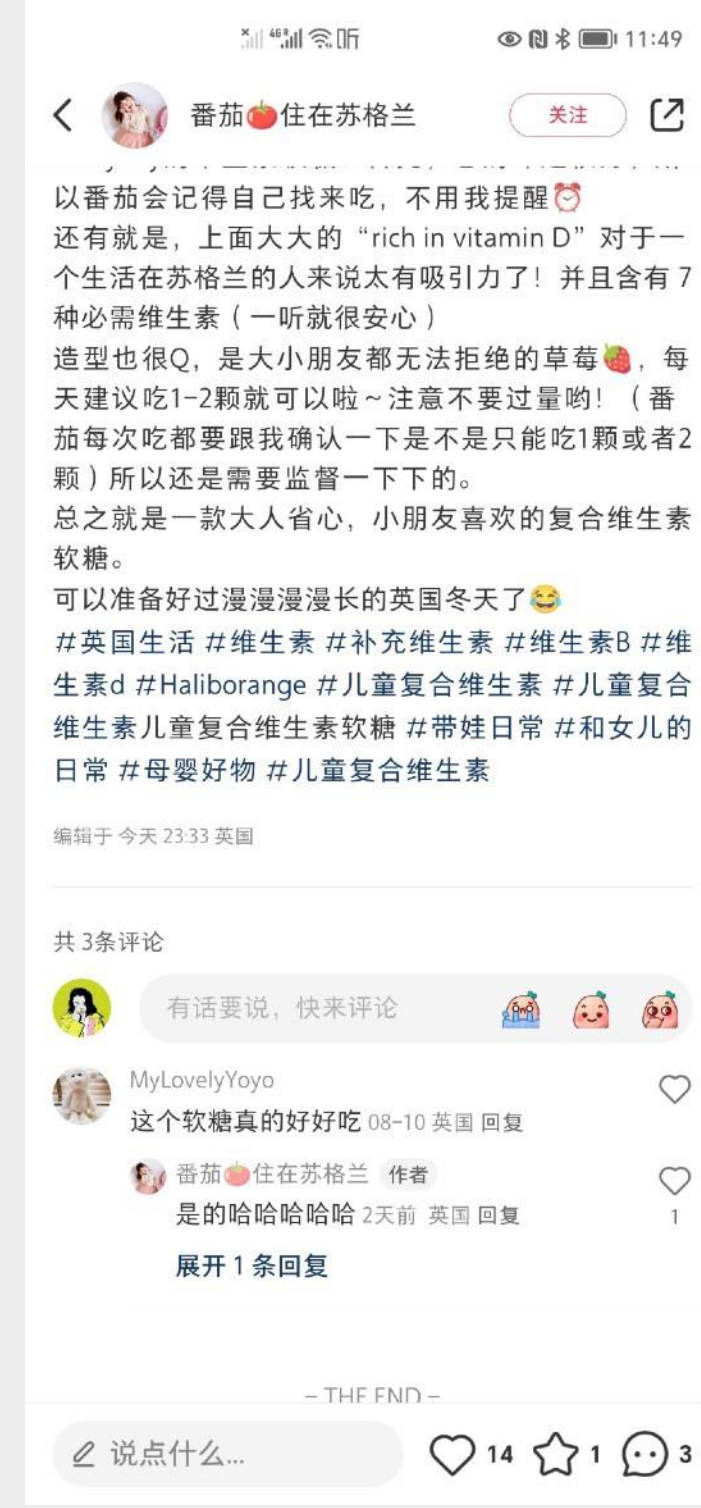 46
听
11:49
番茄🍅住在苏格兰
关注
以番茄会记得自己找来吃，不用我提醒⏰
还有就是，上面大大的“rich in vitamin D”对于一
个生活在苏格兰的人来说太有吸引力了！并且含有 7
种必需维生素（一听就很安心）
造型也很Q，是大小朋友都无法拒绝的草莓🍓，每
天建议吃1-2颗就可以啦～注意不要过量哟！（番
茄每次吃都要跟我确认一下是不是只能吃1颗或者2
颗）所以还是需要监督一下下的。
总之就是一款大人省心，小朋友喜欢的复合维生素
软糖。
可以准备好过漫漫漫漫长的英国冬天了😂
#英国生活 #维生素 #补充维生素 #维生素B #维
生素d #Haliborange #儿童复合维生素 #儿童复合
维生素儿童复合维生素软糖 #带娃日常 #和女儿的
日常 #母婴好物 #儿童复合维生素
编辑于 今天 23:33 英国
共 3条评论
有话要说，快来评论
MyLovelyYoyo
这个软糖真的好好吃 08-10 英国 回复
番茄🍅住在苏格兰 作者
是的哈哈哈哈哈 2天前 英国 回复
1
展开 1 条回复
– THE END –
说点什么...
14
1
3